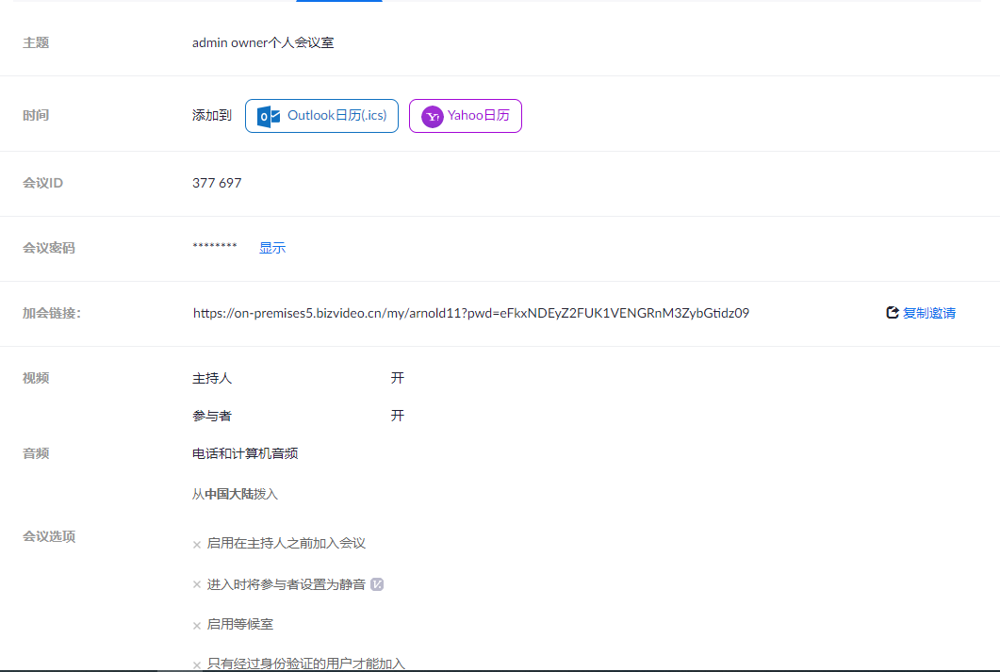 主题 admin owner个人会议室
时间 添加到 Outlook日历(.ics) Yahoo日历
会议ID 377 697
会议密码 ******** 显示
加会链接: https://on-premises5.bizvideo.cn/my/arnold11?pwd=eFkxNDEyZ2FUK1VENGRnM3ZybGtidz09 复制邀请
视频 主持人 开
参与者 开
音频 电话和计算机音频
从中国大陆拨入
会议选项 × 启用在主持人之前加入会议
× 进入时将参与者设置为静音
× 启用等候室
× 只有经过身份验证的用户才能加入